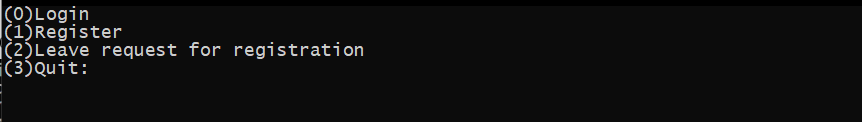 (0)Login
(1)Register
(2)Leave request for registration
(3)Quit: